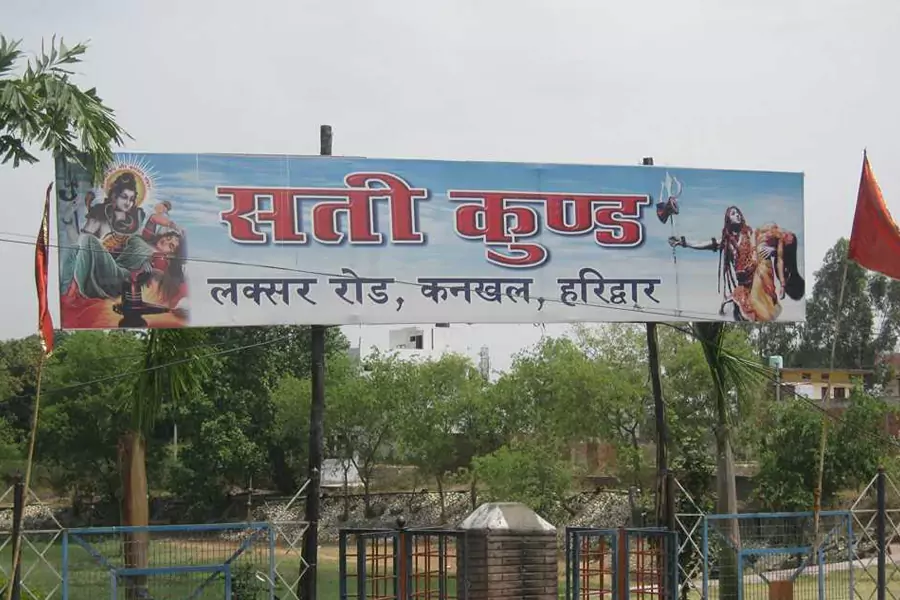 सती कुण्ड
लक्सर रोड, कनखल, हरिद्वार